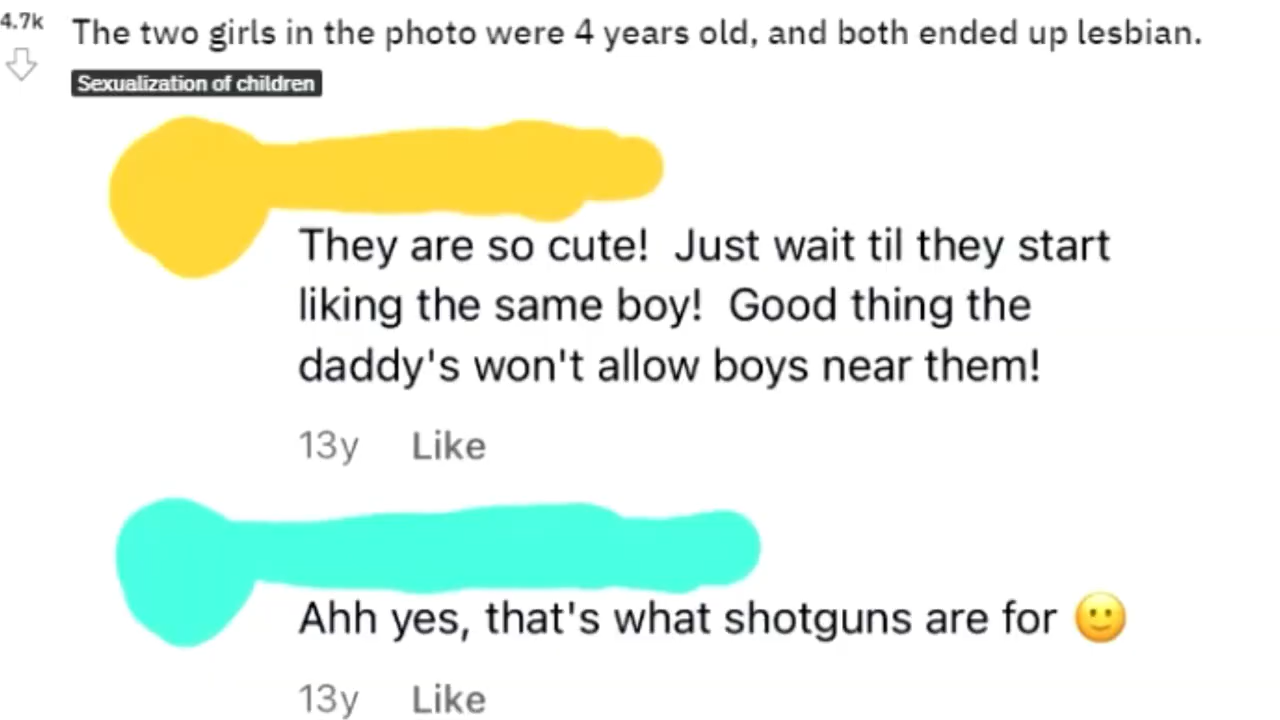 4.7k
The two girls in the photo were 4 years old, and both ended up lesbian.
Sexualization of children
They are so cute!  Just wait til they start
liking the same boy!  Good thing the
daddy's won't allow boys near them!
13y Like
Ahh yes, that's what shotguns are for 🙂
13y Like